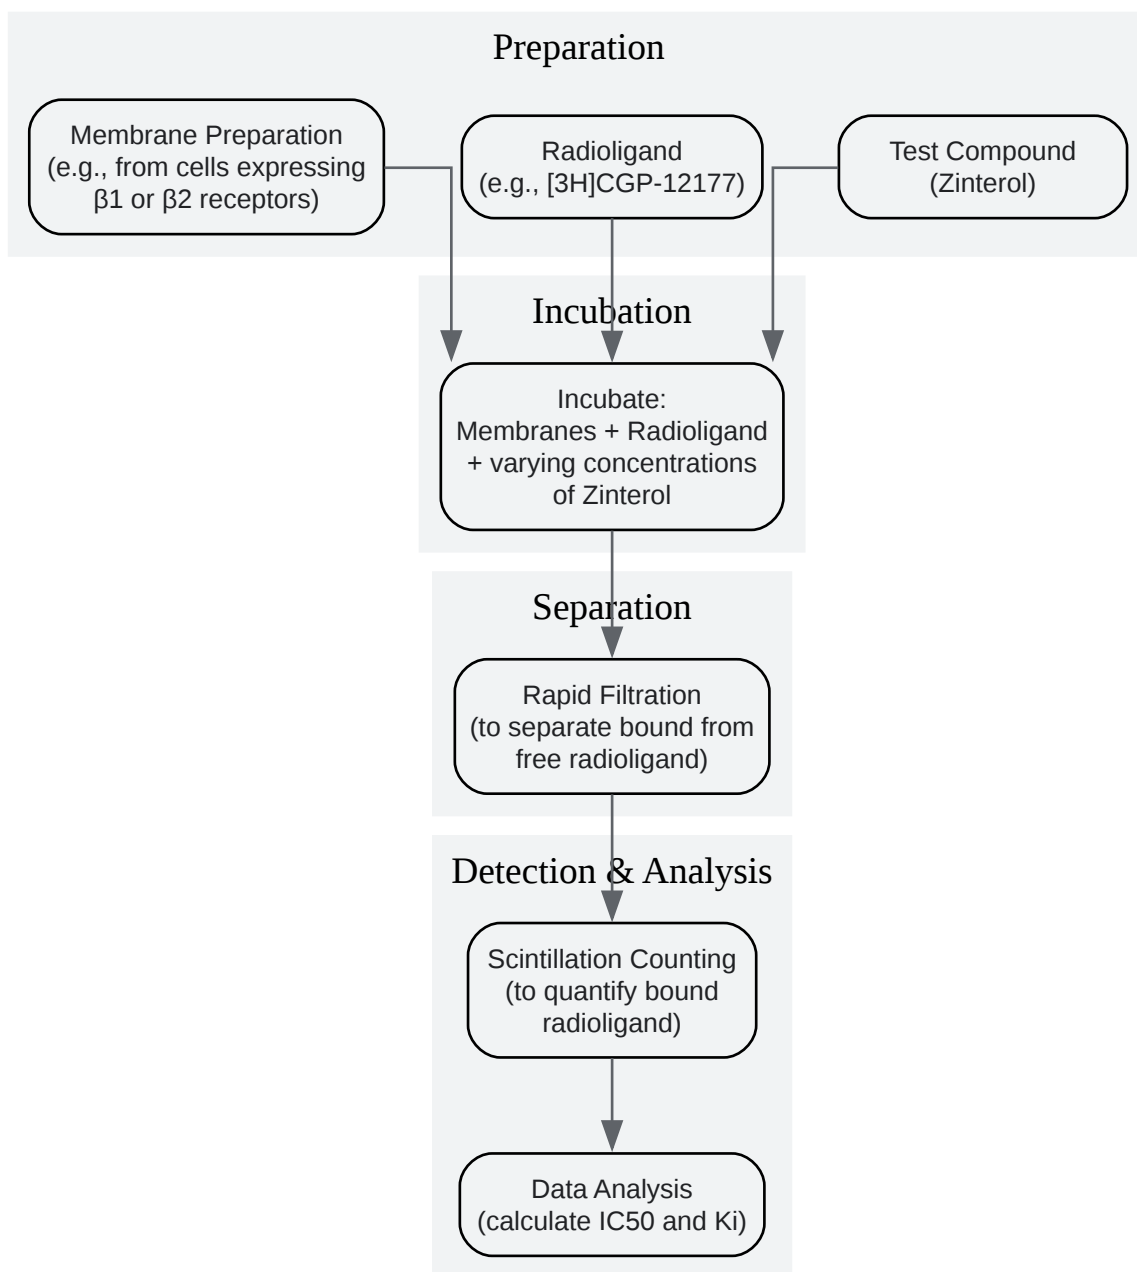 Preparation
Membrane Preparation
(e.g., from cells expressing
β1 or β2 receptors)
Radioligand
(e.g., [3H]CGP-12177)
Test Compound
(Zinterol)
Incubation
Incubate:
Membranes + Radioligand
+ varying concentrations
of Zinterol
Separation
Rapid Filtration
(to separate bound from
free radioligand)
Detection & Analysis
Scintillation Counting
(to quantify bound
radioligand)
Data Analysis
(calculate IC50 and Ki)